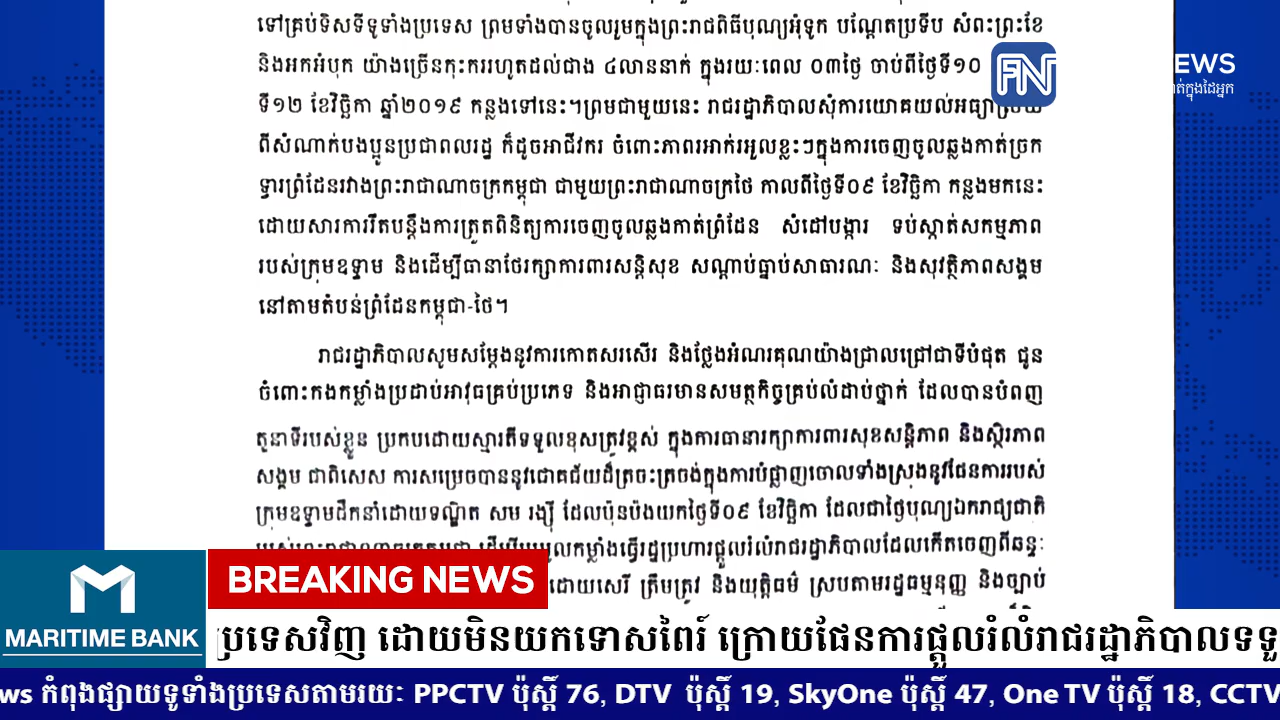 ទៅគ្រប់ទិសទីទូទាំងប្រទេស ព្រមទាំងបានចូលរួមក្នុងព្រះរាជពិធីបុណ្យអុំទូក បណ្តែតប្រទីប សំពះព្រះខែ
និងអកអំបុក យ៉ាងច្រើនកុះករហូតដល់ជាង ៤លាននាក់ ក្នុងរយៈពេល ០៣ថ្ងៃ ចាប់ពីថ្ងៃទី១០
FN
EWS
ទី១២ ខែវិច្ឆិកា ឆ្នាំ២០១៩ កន្លងទៅនេះ។ព្រមជាមួយនេះ រាជរដ្ឋាភិបាលសុំការយោគយល់អធ្យាស្រ័យ
ពីសំណាក់បងប្អូនប្រជាពលរដ្ឋ ក៏ដូចអាជីវករ ចំពោះភាពរអាក់រអួលខ្លះៗក្នុងការចេញចូលឆ្លងកាត់ច្រក
ទ្វារព្រំដែនរវាងព្រះរាជាណាចក្រកម្ពុជា ជាមួយព្រះរាជាណាចក្រថៃ កាលពីថ្ងៃទី០៩ ខែវិច្ឆិកា កន្លងមកនេះ
ដោយសារការរឹតបន្តឹងការត្រួតពិនិត្យការចេញចូលឆ្លងកាត់ព្រំដែន សំដៅបង្ការ ទប់ស្កាត់សកម្មភាព
របស់ក្រុមឧទ្ទាម និងដើម្បីធានាថែរក្សាការពារសន្តិសុខ សណ្តាប់ធ្នាប់សាធារណៈ និងសុវត្ថិភាពសង្គម
នៅតាមតំបន់ព្រំដែនកម្ពុជា-ថៃ។
រាជរដ្ឋាភិបាលសូមសម្តែងនូវការកោតសរសើរ និងថ្លែងអំណរគុណយ៉ាងជ្រាលជ្រៅជាទីបំផុត ជូន
ចំពោះកងកម្លាំងប្រដាប់អាវុធគ្រប់ប្រភេទ និងអាជ្ញាធរមានសមត្ថកិច្ចគ្រប់លំដាប់ថ្នាក់ ដែលបានបំពេញ
តួនាទីរបស់ខ្លួន ប្រកបដោយស្មារតីទទួលខុសត្រូវខ្ពស់ ក្នុងការធានារក្សាការពារសុខសន្តិភាព និងស្ថិរភាព
សង្គម ជាពិសេស ការសម្រេចបាននូវជោគជ័យដ៏ត្រចះត្រចង់ក្នុងការបំផ្លាញចោលទាំងស្រុងនូវផែនការរបស់
ក្រុមឧទ្ទាមដឹកនាំដោយទណ្ឌិត សម រង្ស៊ី ដែលប៉ុនប៉ងយកថ្ងៃទី០៩ ខែវិច្ឆិកា ដែលជាថ្ងៃបុណ្យឯករាជ្យជាតិ
កម្លាំងធ្វើរដ្ឋប្រហារផ្តួលរំលំរាជរដ្ឋាភិបាលដែលកើតចេញពីឆន្ទៈ
ដោយសេរី ត្រឹមត្រូវ និងយុត្តិធម៌ ស្របតាមរដ្ឋធម្មនុញ្ញ និងច្បាប់
BREAKING NEWS
MARITIME BANK
ប្រទេសវិញ ដោយមិនយកទោសពៃរ៍ ក្រោយផែនការផ្តួលរំលំរាជរដ្ឋាភិបាលទទួ
ws កំពុងផ្សាយទូទាំងប្រទេសតាមរយៈ PPCTV ប៉ុស្តិ៍ 76, DTV ប៉ុស្តិ៍ 19, SkyOne ប៉ុស្តិ៍ 47, One TV ប៉ុស្តិ៍ 18, CCTV